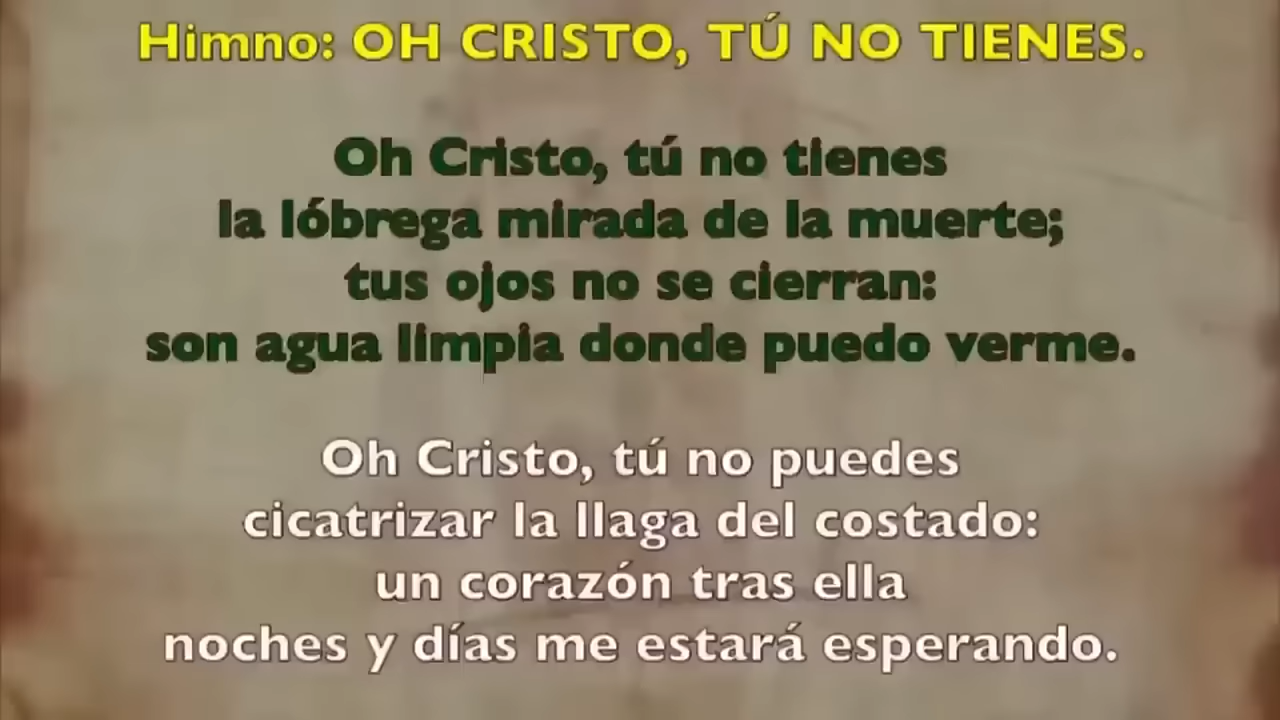 Himno: OH CRISTO, TÚ NO TIENES.
Oh Cristo, tú no tienes
la lóbrega mirada de la muerte;
tus ojos no se cierran:
son agua limpia donde puedo verme.
Oh Cristo, tú no puedes
cicatrizar la llaga del costado:
un corazón tras ella
noches y días me estará esperando.